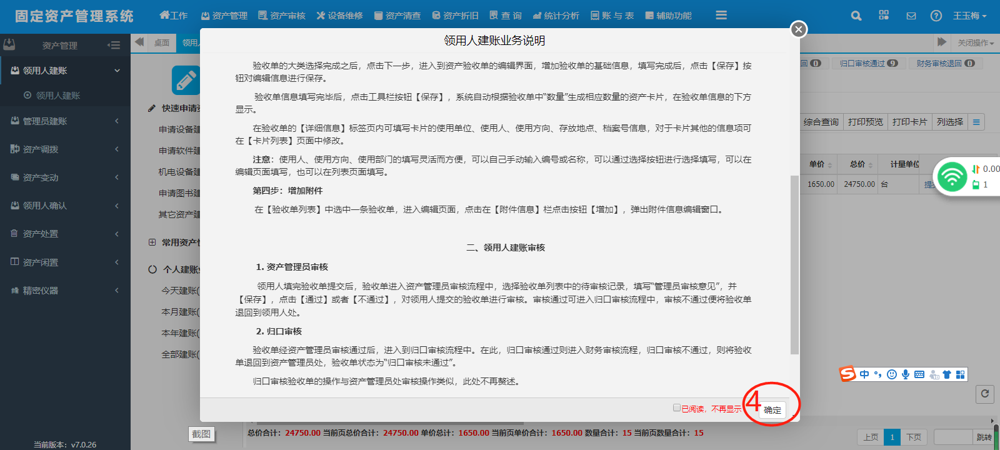 固定资产管理系统
工作 资产管理 资产审核 设备维修 资产清查 资产折旧 查 询 统计分析 账 与 表 辅助功能
王玉梅
资产管理
领用人建账
领用人建账
管理员建账
资产调拨
资产变动
领用人确认
资产处置
资产闲置
精密仪器
当前版本：v7.0.26
桌面 领用
关闭操作
回 0 归口审核通过 9 财务审核退回 0
快速申请
申请设备建
申请软件建
机电设备建
申请图书建
其它资产建
常用资产
个人建账
今天建账(
本月建账(
本年建账(
全部建账(
综合查询 打印预览 打印卡片 列选择
单价 总价 计量单位
1650.00 24750.00 台
0.00
1
领用人建账业务说明
验收单的大类选择完成之后，点击下一步，进入到资产验收单的编辑界面，增加验收单的基础信息，填写完成后，点击【保存】按
钮对编辑信息进行保存。
验收单信息填写完毕后，点击工具栏按钮【保存】，系统自动根据验收单中“数量”生成相应数量的资产卡片，在验收单信息的下方
显示。
在验收单的【详细信息】标签页内可填写卡片的使用单位、使用人、使用方向、存放地点、档案号信息，对于卡片其他的信息项可
在【卡片列表】页面中修改。
注意：使用人、使用方向、使用部门的填写灵活而方便，可以自己手动输入编号或名称，可以通过选择按钮进行选择填写，可以在
编辑页面填写，也可以在列表页面填写。
第四步：增加附件
在【验收单列表】中选中一条验收单，进入编辑页面，点击在【附件信息】栏点击按钮【增加】，弹出附件信息编辑窗口。
二、领用人建账审核
1. 资产管理员审核
领用人填完验收单提交后，验收单进入资产管理员审核流程中，选择验收单列表中的待审核记录，填写“管理员审核意见”，并
【保存】，点击【通过】或者【不通过】，对领用人提交的验收单进行审核。审核通过可进入归口审核流程中，审核不通过便将验收单
退回到领用人处。
2. 归口审核
验收单经资产管理员审核通过后，进入到归口审核流程中。在此，归口审核通过则进入财务审核流程，归口审核不通过，则将验收
单退回到资产管理员处，验收单状态为“归口审核未通过”。
归口审核验收单的操作与资产管理员处审核操作类似，此处不再赘述。
已阅读，不再显示 4 确定
中
截图
总价合计：24750.00 当前页总价合计：24750.00 单价总计：1650.00 当前页单价合计：1650.00 数量合计：15 当前页数量合计：15
上页 1 下页 跳转